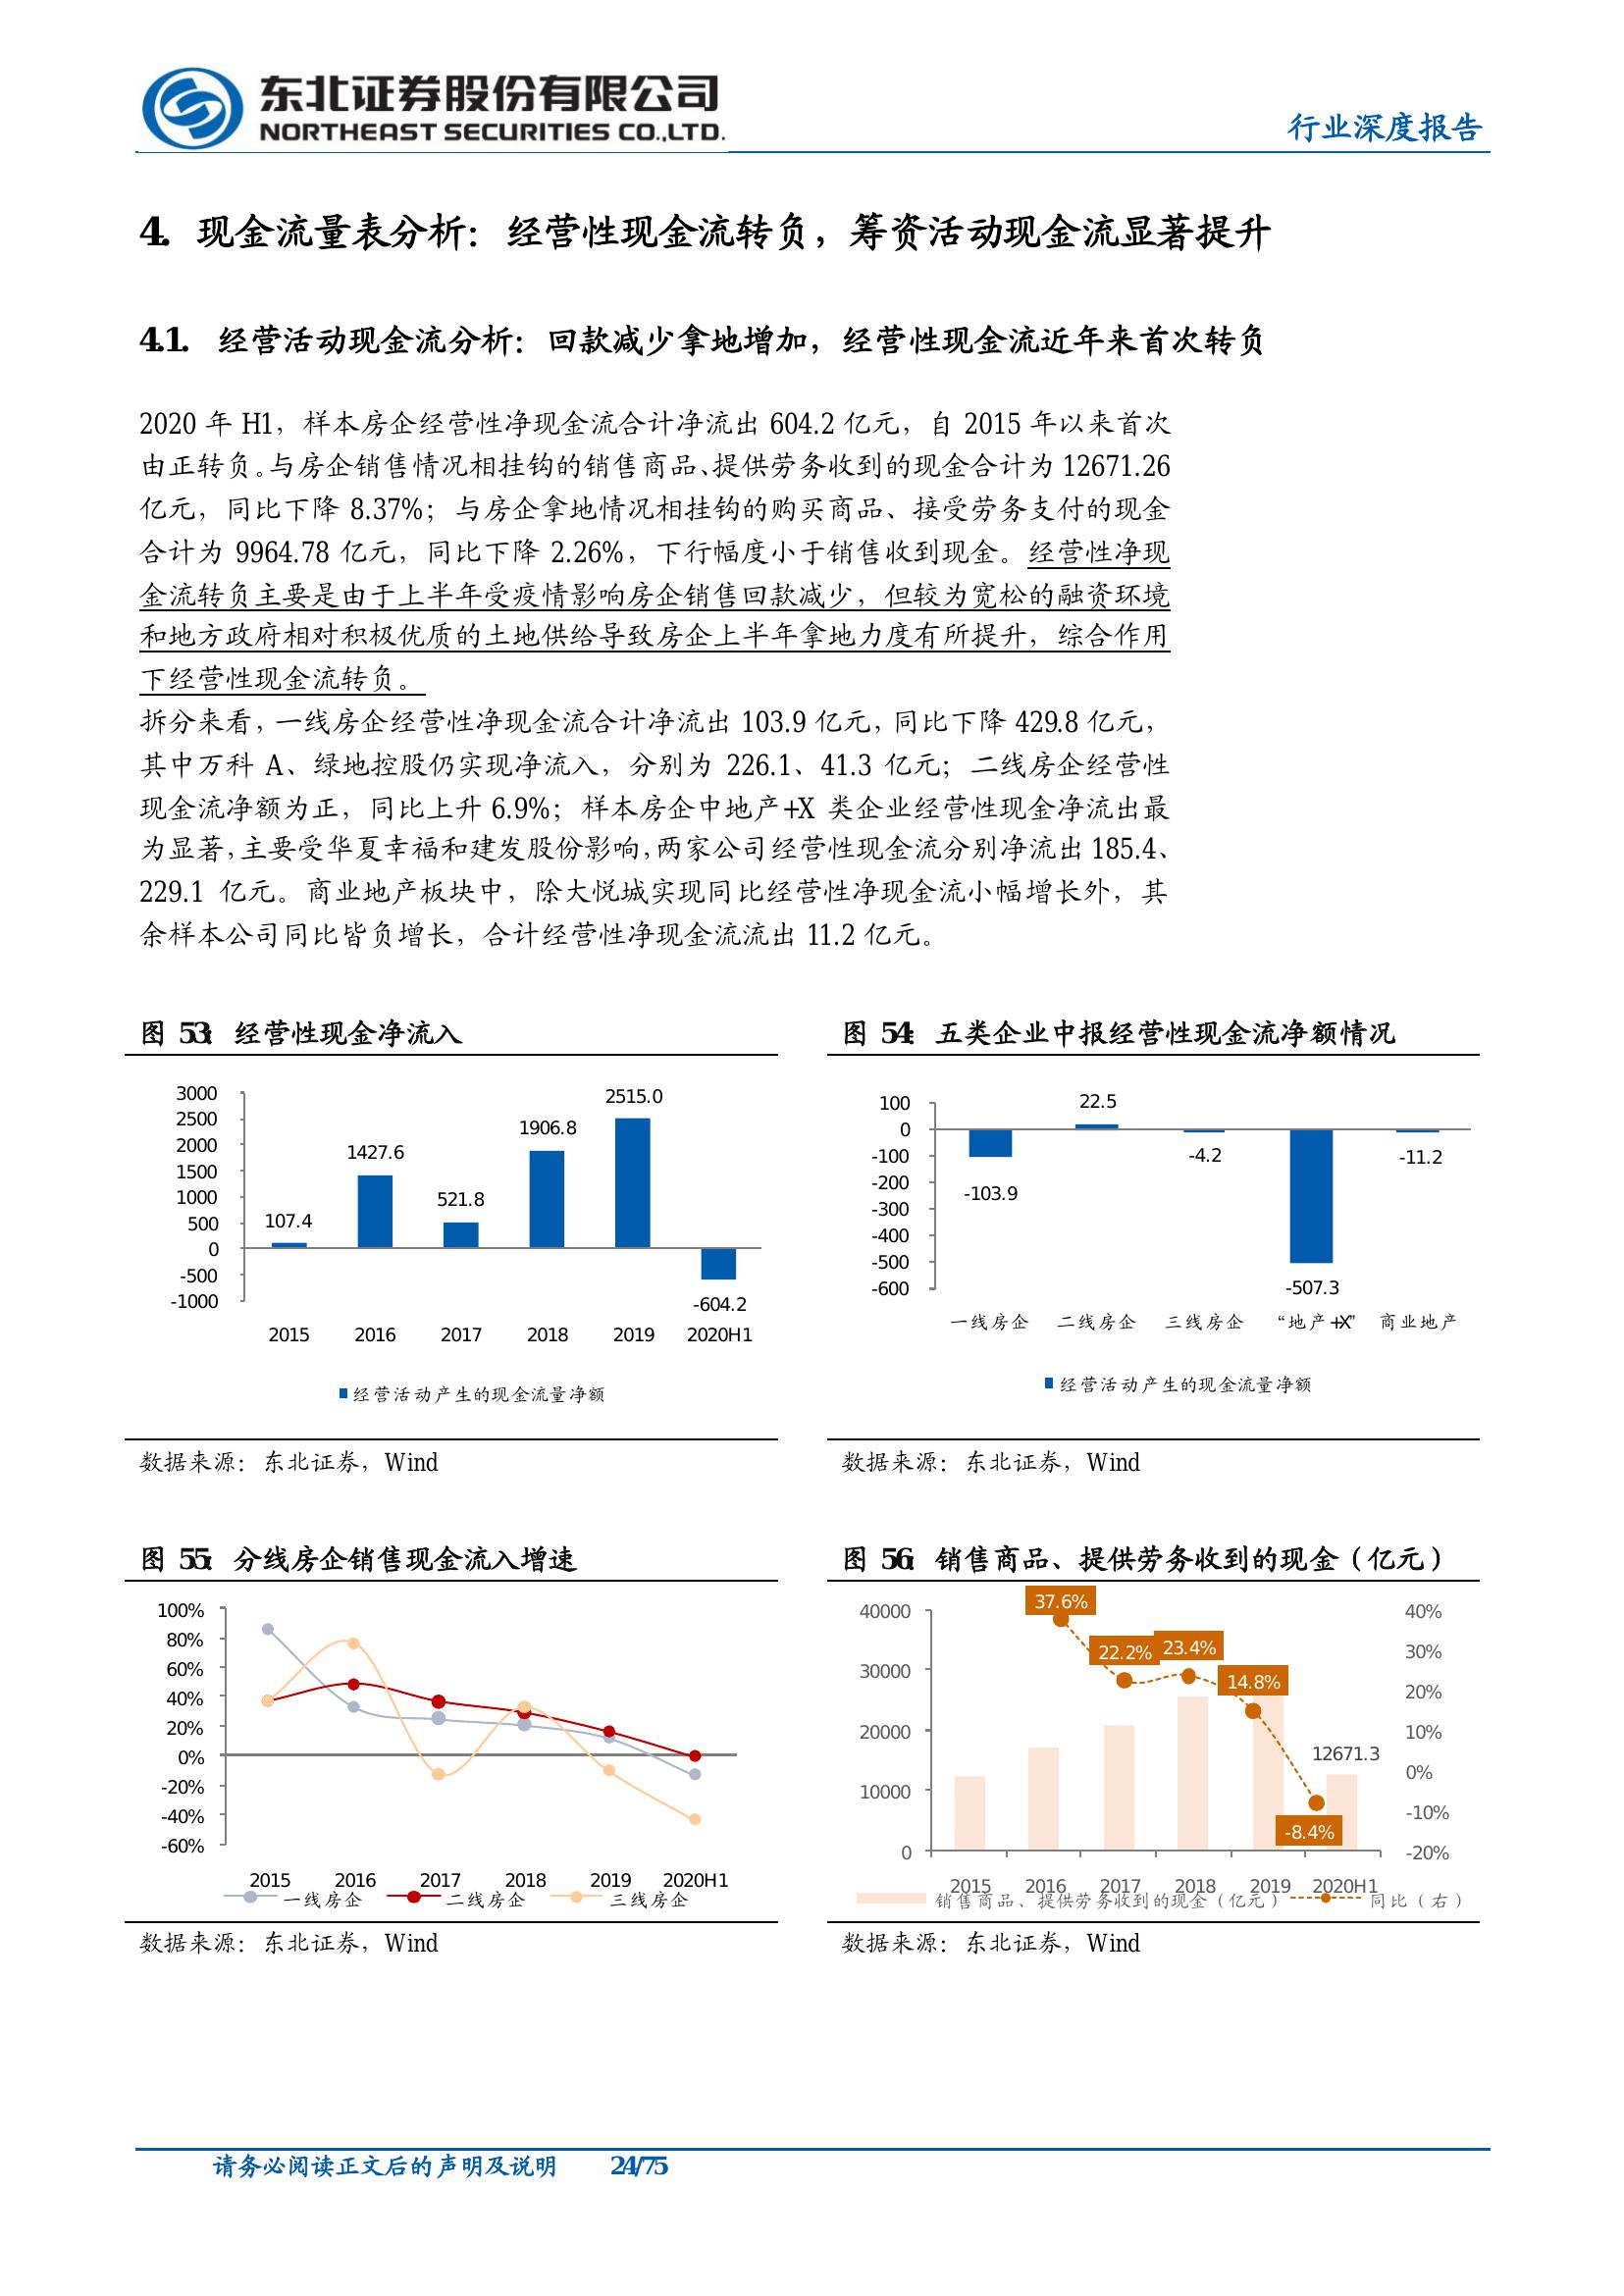 东北证券股份有限公司
NORTHEAST SECURITIES CO.,LTD.
行业深度报告
4. 现金流量表分析：经营性现金流转负，筹资活动现金流显著提升
4.1. 经营活动现金流分析：回款减少拿地增加，经营性现金流近年来首次转负
2020 年 H1，样本房企经营性净现金流合计净流出 604.2 亿元，自 2015 年以来首次
由正转负。与房企销售情况相挂钩的销售商品、提供劳务收到的现金合计为 12671.26
亿元，同比下降 8.37%；与房企拿地情况相挂钩的购买商品、接受劳务支付的现金
合计为 9964.78 亿元，同比下降 2.26%，下行幅度小于销售收到现金。经营性净现
金流转负主要是由于上半年受疫情影响房企销售回款减少，但较为宽松的融资环境
和地方政府相对积极优质的土地供给导致房企上半年拿地力度有所提升，综合作用
下经营性现金流转负。
拆分来看，一线房企经营性净现金流合计净流出 103.9 亿元，同比下降 429.8 亿元，
其中万科 A、绿地控股仍实现净流入，分别为 226.1、41.3 亿元；二线房企经营性
现金流净额为正，同比上升 6.9%；样本房企中地产+X 类企业经营性现金净流出最
为显著，主要受华夏幸福和建发股份影响，两家公司经营性现金流分别净流出 185.4、
229.1 亿元。商业地产板块中，除大悦城实现同比经营性净现金流小幅增长外，其
余样本公司同比皆负增长，合计经营性净现金流流出 11.2 亿元。
图 53：经营性现金净流入
3000
2500
2000
1500
1000
500
0
-500
-1000
107.4
1427.6
521.8
1906.8
2515.0
-604.2
2015 2016 2017 2018 2019 2020H1
经营活动产生的现金流量净额
数据来源：东北证券，Wind
图 54：五类企业中报经营性现金流净额情况
100
0
-100
-200
-300
-400
-500
-600
-103.9
22.5
-4.2
-507.3
-11.2
一线房企 二线房企 三线房企 “地产+X” 商业地产
经营活动产生的现金流量净额
数据来源：东北证券，Wind
图 55：分线房企销售现金流入增速
100%
80%
60%
40%
20%
0%
-20%
-40%
-60%
2015 2016 2017 2018 2019 2020H1
一线房企 二线房企 三线房企
数据来源：东北证券，Wind
图 56：销售商品、提供劳务收到的现金（亿元）
40000
30000
20000
10000
0
37.6%
22.2%
23.4%
14.8%
12671.3
-8.4%
40%
30%
20%
10%
0%
-10%
-20%
2015 2016 2017 2018 2019 2020H1
销售商品、提供劳务收到的现金（亿元） 同比（右）
数据来源：东北证券，Wind
请务必阅读正文后的声明及说明 24/75